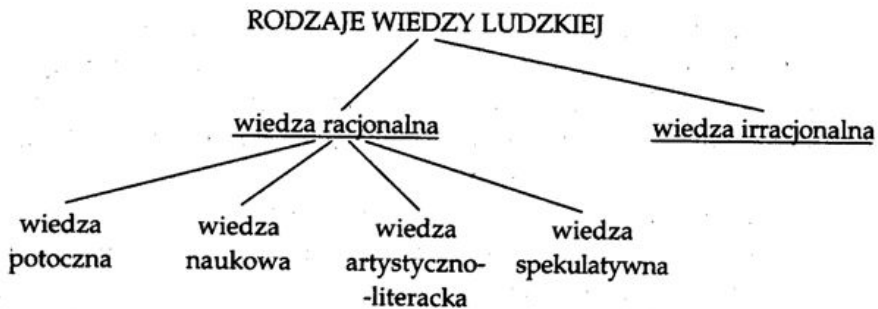 RODZAJE WIEDZY LUDZKIEJ
wiedza racjonalna
wiedza irracjonalna
wiedza
potoczna
wiedza
naukowa
wiedza
artystyczno-
-literacka
wiedza
spekulatywna